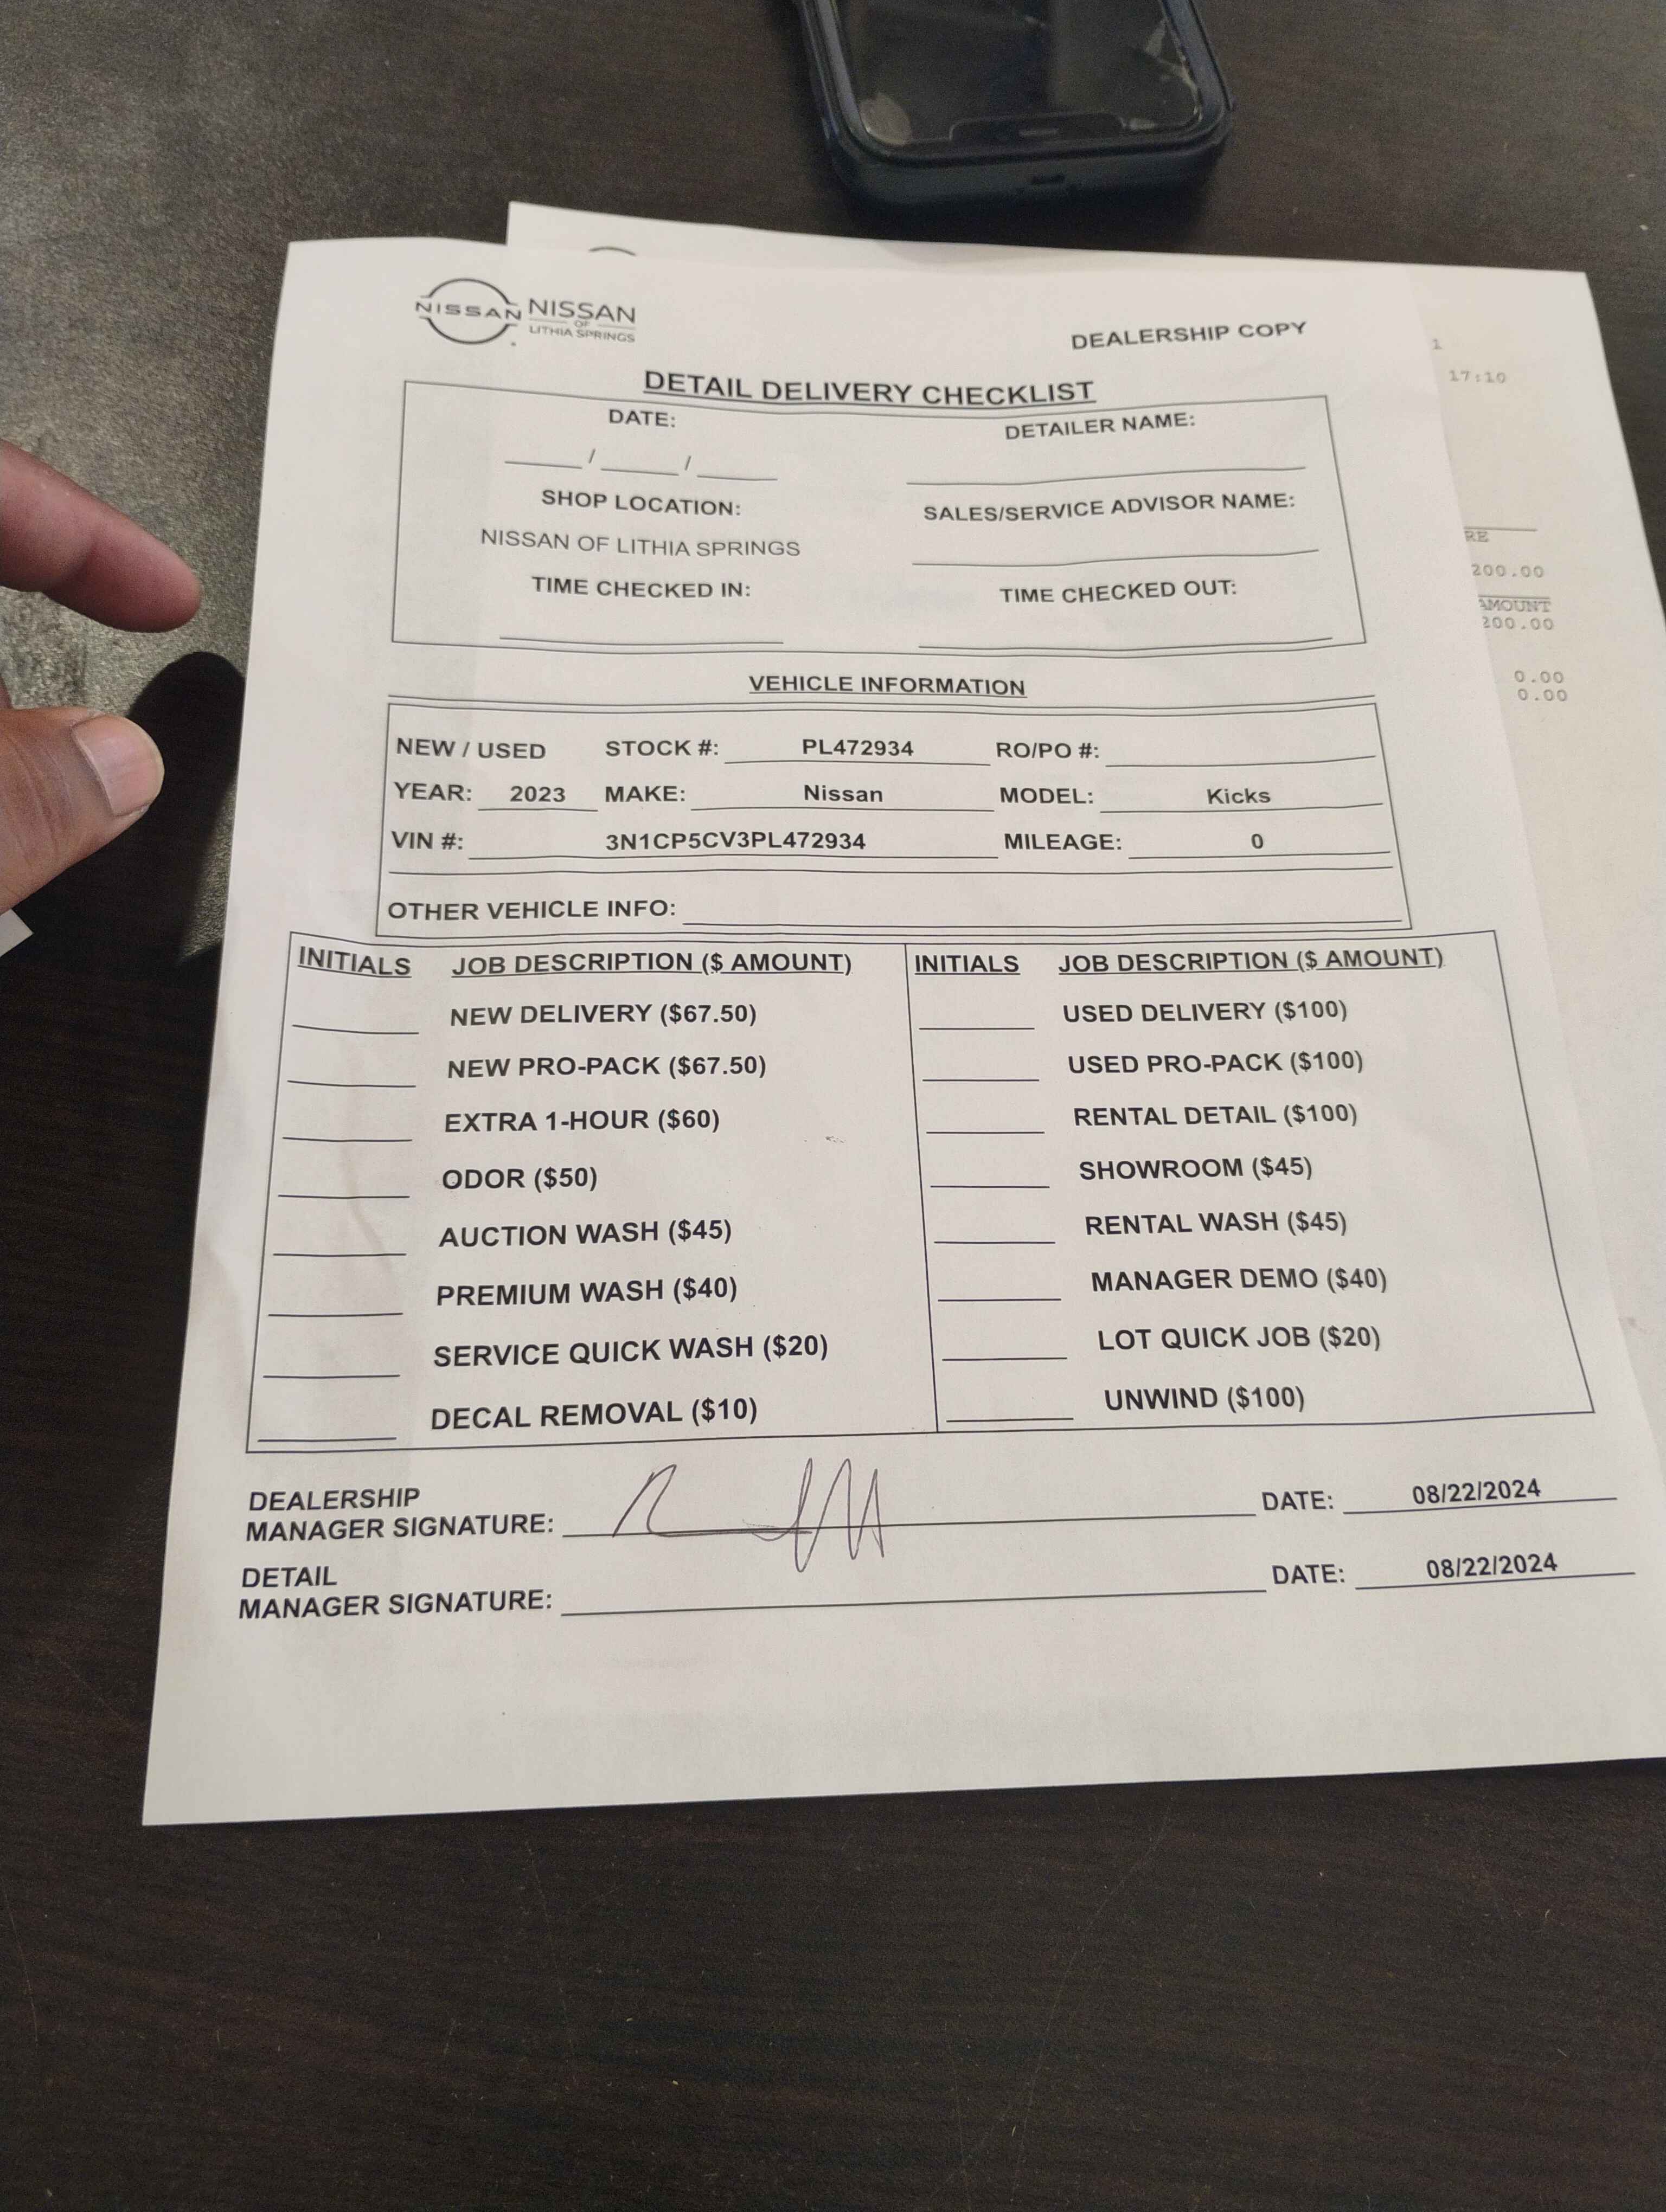 NISSAN NISSAN
OF
LITHIA SPRINGS
DEALERSHIP COPY
DETAIL DELIVERY CHECKLIST
DATE: DETAILER NAME:
/ /
SHOP LOCATION: SALES/SERVICE ADVISOR NAME:
NISSAN OF LITHIA SPRINGS
TIME CHECKED IN: TIME CHECKED OUT:
VEHICLE INFORMATION
NEW / USED STOCK #: PL472934 RO/PO #:
YEAR: 2023 MAKE: Nissan MODEL: Kicks
VIN #: 3N1CP5CV3PL472934 MILEAGE: 0
OTHER VEHICLE INFO:
INITIALS JOB DESCRIPTION ($ AMOUNT) INITIALS JOB DESCRIPTION ($ AMOUNT)
NEW DELIVERY ($67.50) USED DELIVERY ($100)
NEW PRO-PACK ($67.50) USED PRO-PACK ($100)
EXTRA 1-HOUR ($60) RENTAL DETAIL ($100)
ODOR ($50) SHOWROOM ($45)
AUCTION WASH ($45) RENTAL WASH ($45)
PREMIUM WASH ($40) MANAGER DEMO ($40)
SERVICE QUICK WASH ($20) LOT QUICK JOB ($20)
DECAL REMOVAL ($10) UNWIND ($100)
DEALERSHIP
MANAGER SIGNATURE: DATE: 08/22/2024
DETAIL
MANAGER SIGNATURE: DATE: 08/22/2024
1
17:10
RE
200.00
AMOUNT
200.00
0.00
0.00